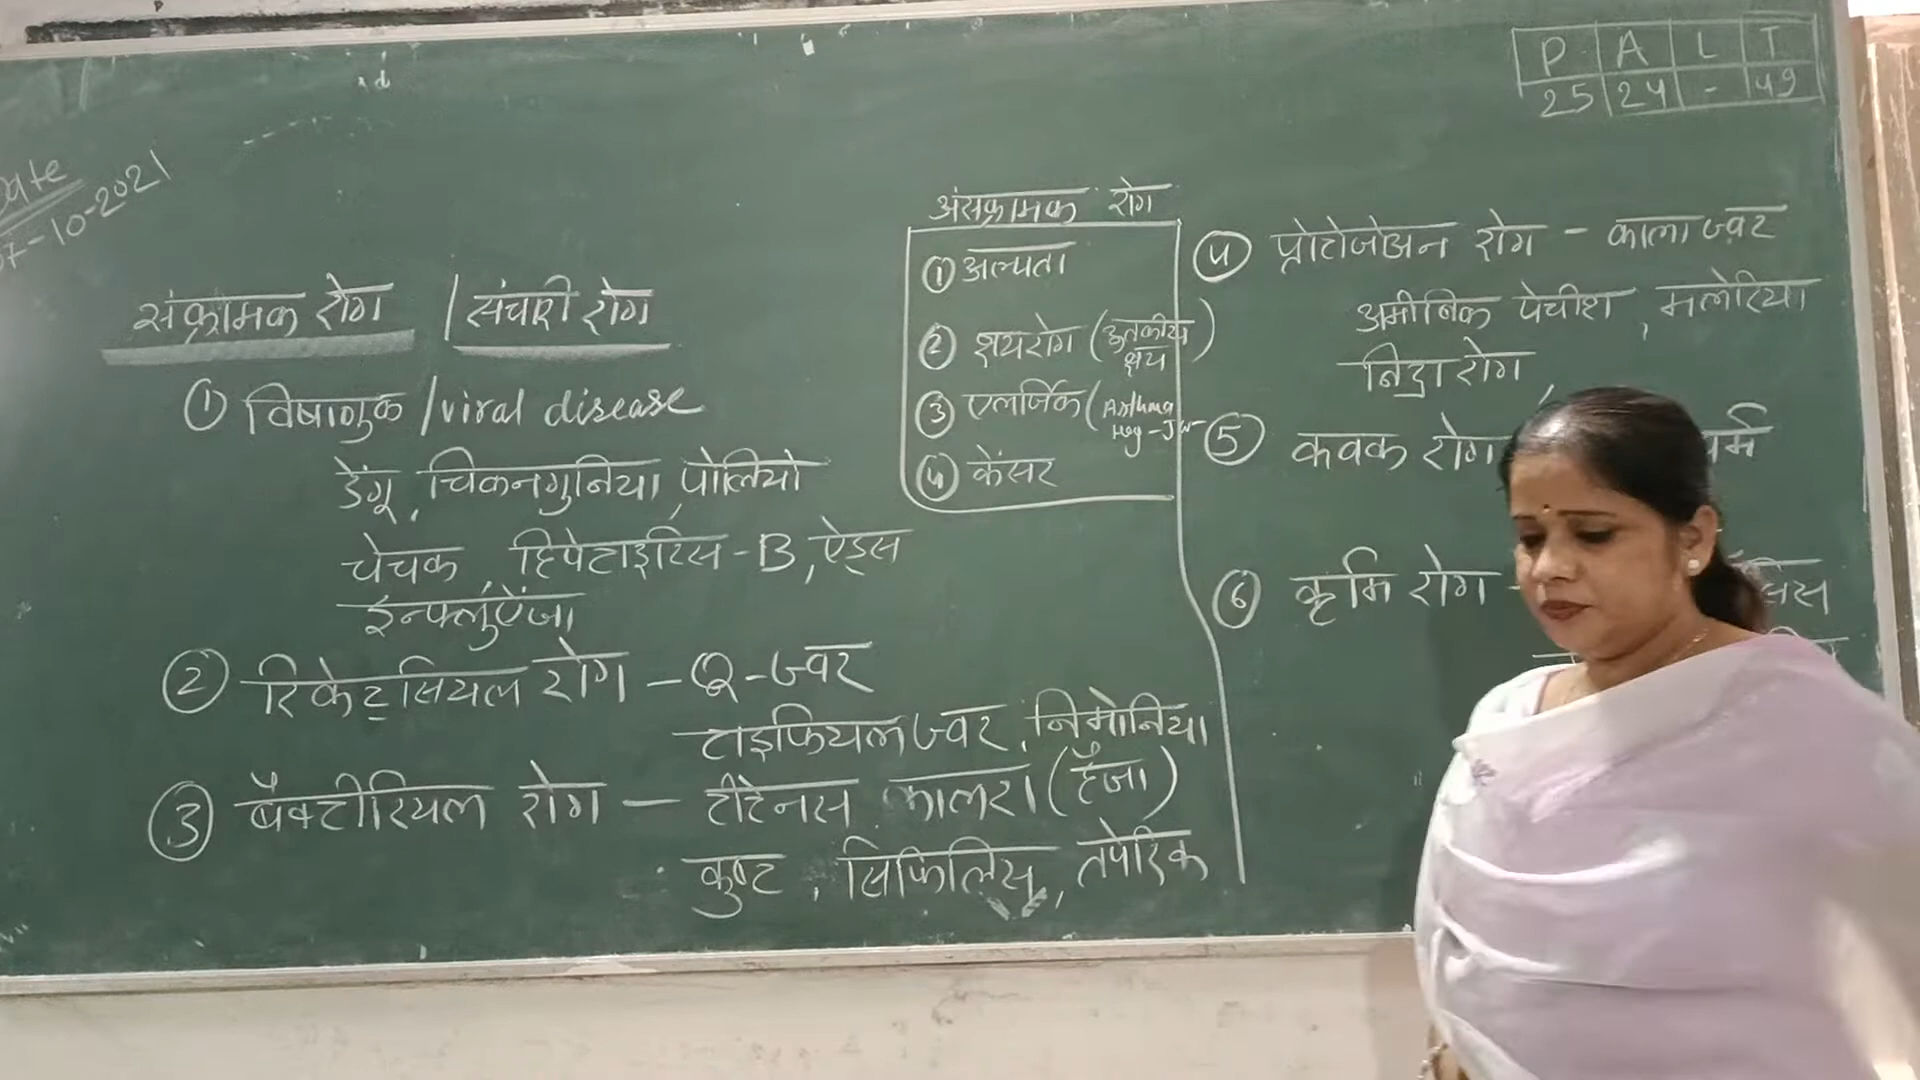 P A L T
25 24 - 49
Date
07-10-2021
संक्रामक रोग / संचारी रोग
① विषाणुक / viral disease
डेंगू, चिकनगुनिया, पोलियो
चेचक, हिपेटाइटिस - B, ऐड्स
इन्फ्लुएंजा
② रिकेट्सियल रोग - Q - ज्वर
टाइफियल ज्वर, निमोनिया
③ बैक्टीरियल रोग - टीटेनस, कालरा (हैजा)
कुष्ट, सिफिलिस, तपेदिक
अंसक्रामक रोग
① अल्पता
② क्षयरोग (ऊतकीय
क्षय)
③ एलर्जिक (Asthma
Hay -
④ केंसर
④ प्रोटोजोअन रोग - काला ज्वर
अमीबिक पेचीश, मलेरिया
निद्रा रोग,
⑤ कवक रोग
⑥ कृमि रोग -